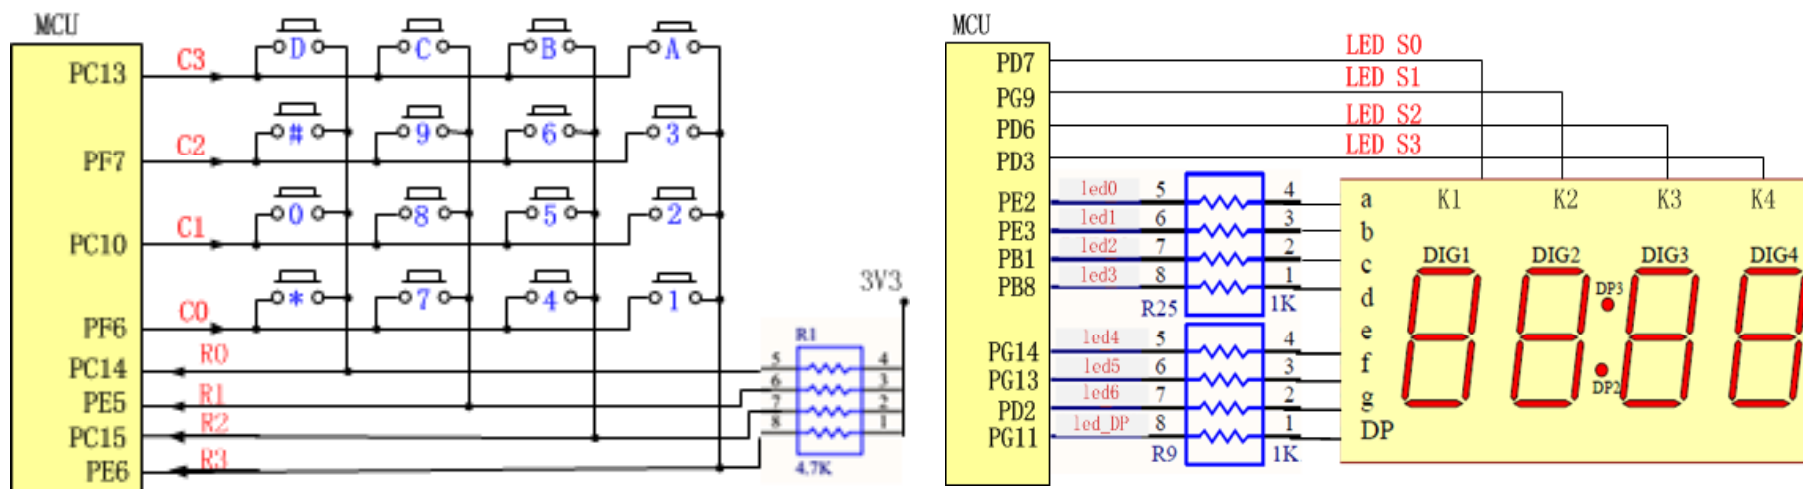 MCU
PC13
C3
D
C
B
A
PF7
C2
#
9
6
3
PC10
C1
0
8
5
2
PF6
C0
*
7
4
1
3V3
PC14
R0
PE5
R1
PC15
R2
PE6
R3
R1
5 4
6 3
7 2
8 1
4.7K
MCU
PD7
LED S0
PG9
LED S1
PD6
LED S2
PD3
LED S3
PE2 led0 5 4 a
PE3 led1 6 3 b
PB1 led2 7 2 c
PB8 led3 8 1 d
R25 1K
e
PG14 led4 5 4 f
PG13 led5 6 3 g
PD2 led6 7 2 DP
PG11 led_DP 8 1
R9 1K
K1 K2 K3 K4
DIG1 DIG2 DIG3 DIG4
DP3
DP2